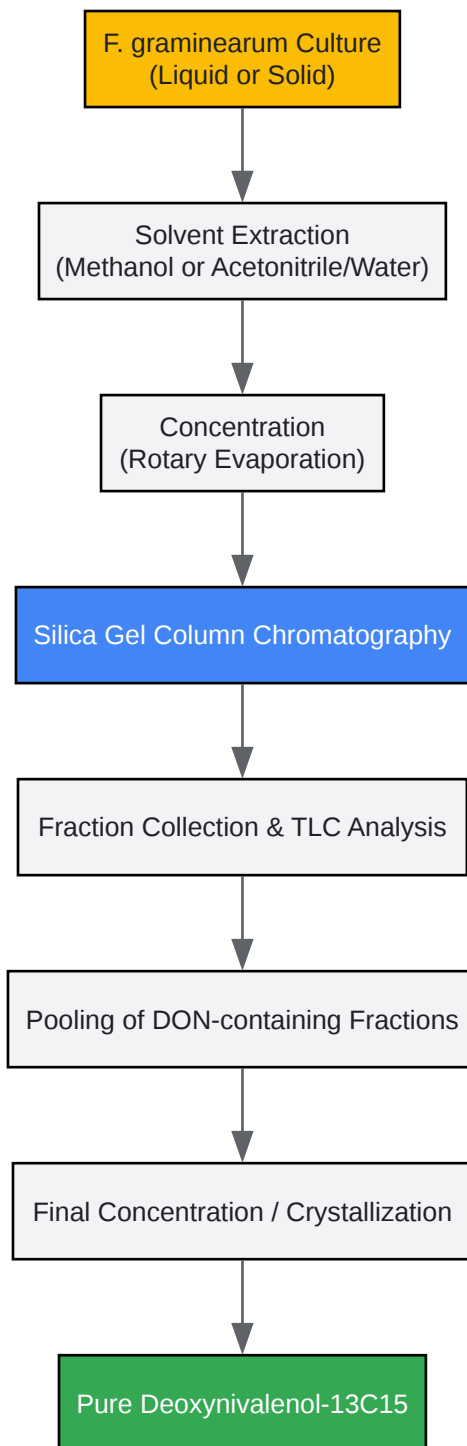 F. graminearum Culture
(Liquid or Solid)
Solvent Extraction
(Methanol or Acetonitrile/Water)
Concentration
(Rotary Evaporation)
Silica Gel Column Chromatography
Fraction Collection & TLC Analysis
Pooling of DON-containing Fractions
Final Concentration / Crystallization
Pure Deoxynivalenol-13C15